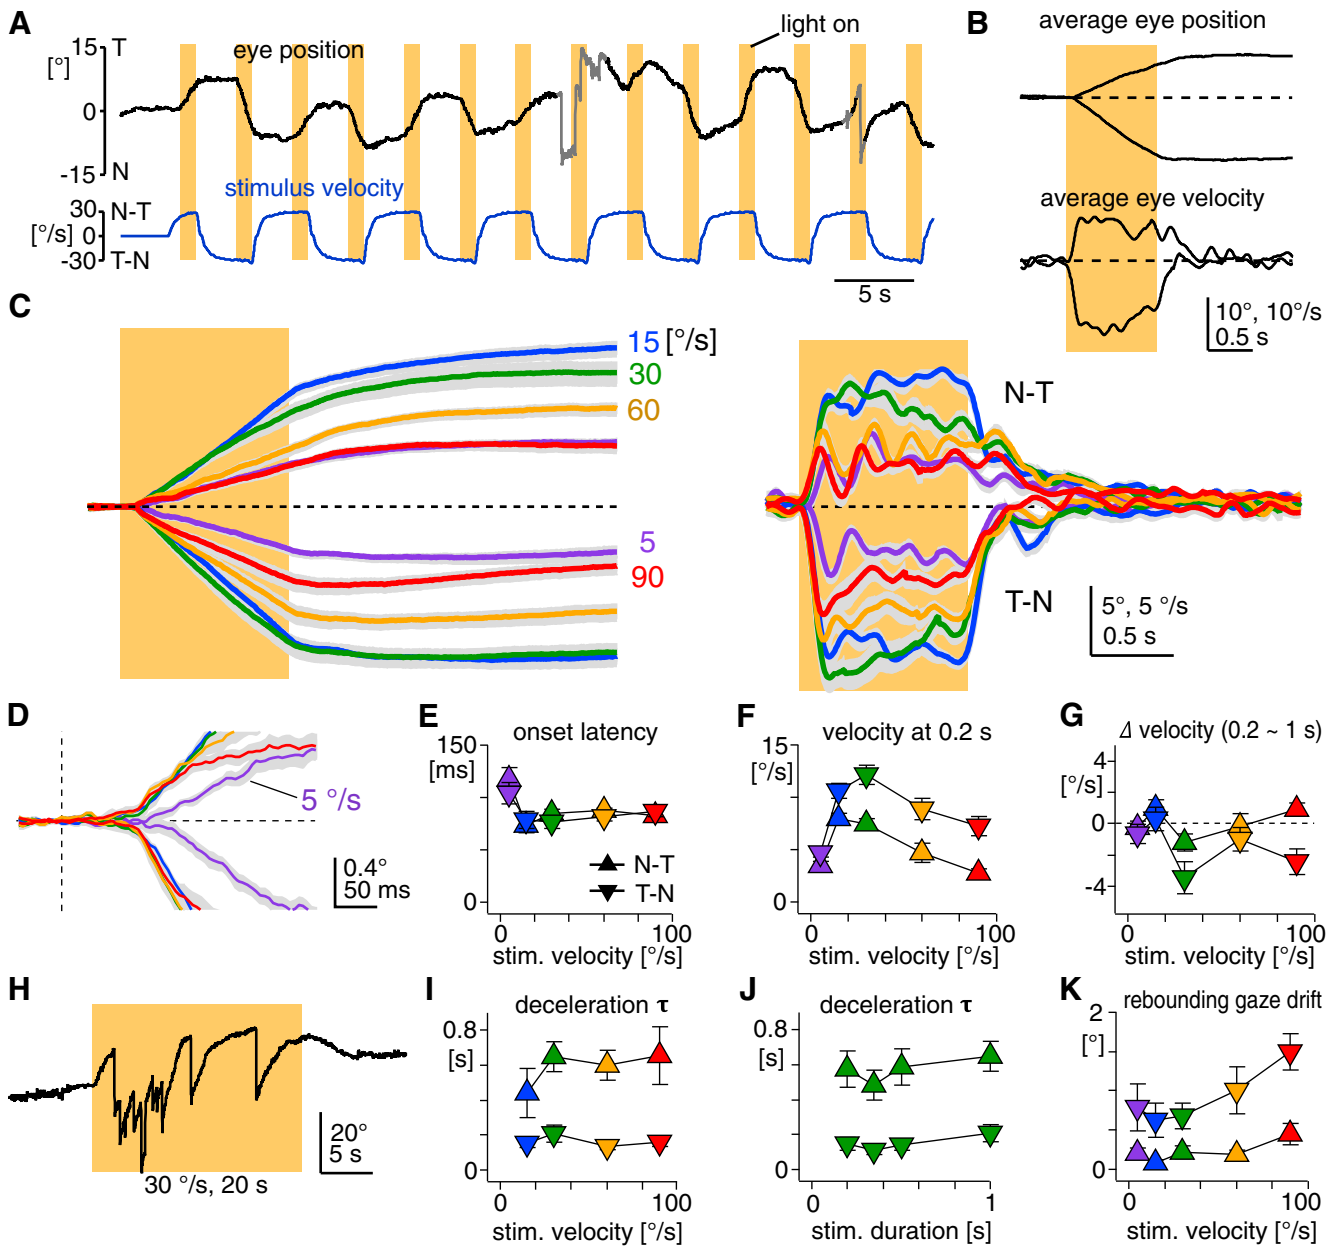 A
15
T
[°]
0
-15
N
eye position
light on
stimulus velocity
30
N-T
[°/s]
0
-30
T-N
5 s
B
average eye position
average eye velocity
10°, 10°/s
0.5 s
C
15 [°/s]
30
60
5
90
N-T
T-N
5°, 5 °/s
0.5 s
D
5 °/s
0.4°
50 ms
E
onset latency
150
[ms]
0
N-T
T-N
0
100
stim. velocity [°/s]
F
velocity at 0.2 s
15
[°/s]
0
0
100
stim. velocity [°/s]
G
Δ velocity (0.2 ~ 1 s)
4
[°/s]
0
-4
0
100
stim. velocity [°/s]
H
20°
5 s
30 °/s, 20 s
I
deceleration τ
0.8
[s]
0
0
100
stim. velocity [°/s]
J
deceleration τ
0.8
[s]
0
0
1
stim. duration [s]
K
rebounding gaze drift
2
[°]
0
0
100
stim. velocity [°/s]